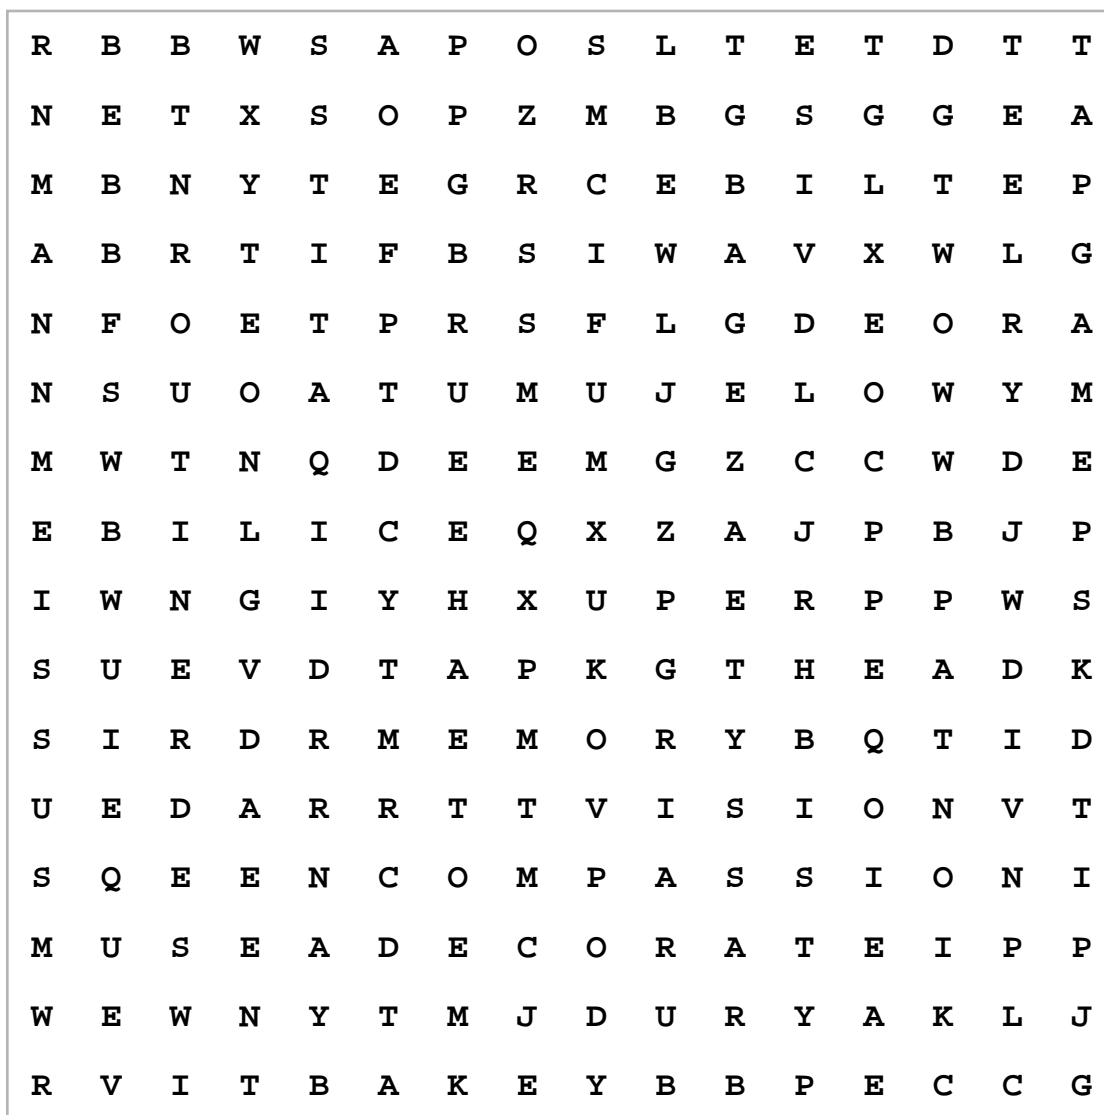 R B B W S A P O S L T E T D T T
N E T X S O P Z M B G S G G E A
M B N Y T E G R C E B I L T E P
A B R T I F B S I W A V X W L G
N F O E T P R S F L G D E O R A
N S U O A T U M U J E L O W Y M
M W T N Q D E E M G Z C C W D E
E B I L I C E Q X Z A J P B J P
I W N G I Y H X U P E R P P W S
S U E V D T A P K G T H E A D K
S I R D R M E M O R Y B Q T I D
U E D A R R T T V I S I O N V T
S Q E E N C O M P A S S I O N I
M U S E A D E C O R A T E I P P
W E W N Y T M J D U R Y A K L J
R V I T B A K E Y B B P E C C G